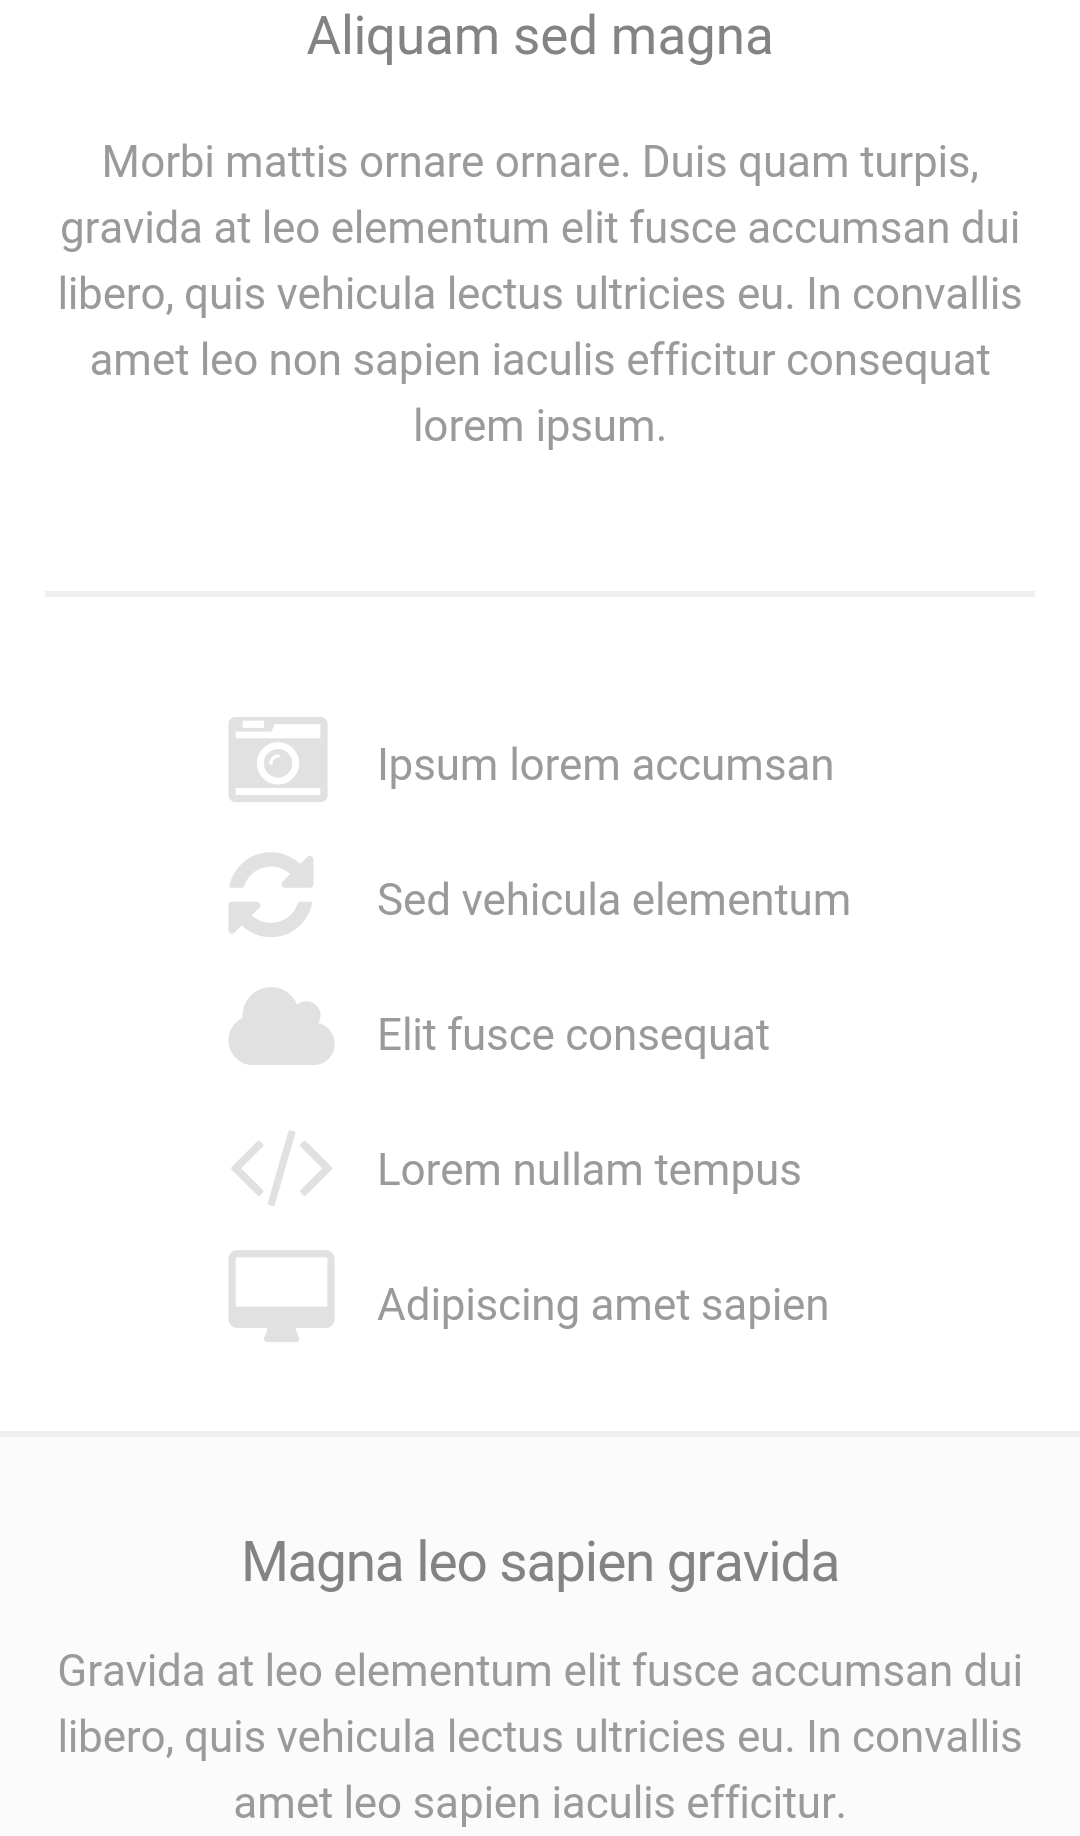 Aliquam sed magna
Morbi mattis ornare ornare. Duis quam turpis,
gravida at leo elementum elit fusce accumsan dui
libero, quis vehicula lectus ultricies eu. In convallis
amet leo non sapien iaculis efficitur consequat
lorem ipsum.
Ipsum lorem accumsan
Sed vehicula elementum
Elit fusce consequat
Lorem nullam tempus
Adipiscing amet sapien
Magna leo sapien gravida
Gravida at leo elementum elit fusce accumsan dui
libero, quis vehicula lectus ultricies eu. In convallis
amet leo sapien iaculis efficitur.